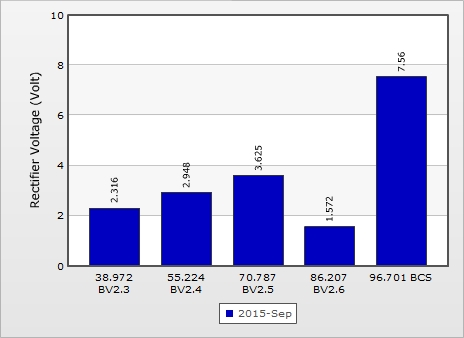 10
8
6
4
2
0
Rectifier Voltage (Volt)
2.316
2.948
3.625
1.572
7.56
38.972 55.224 70.787 86.207 96.701 BCS
BV2.3 BV2.4 BV2.5 BV2.6
2015-Sep